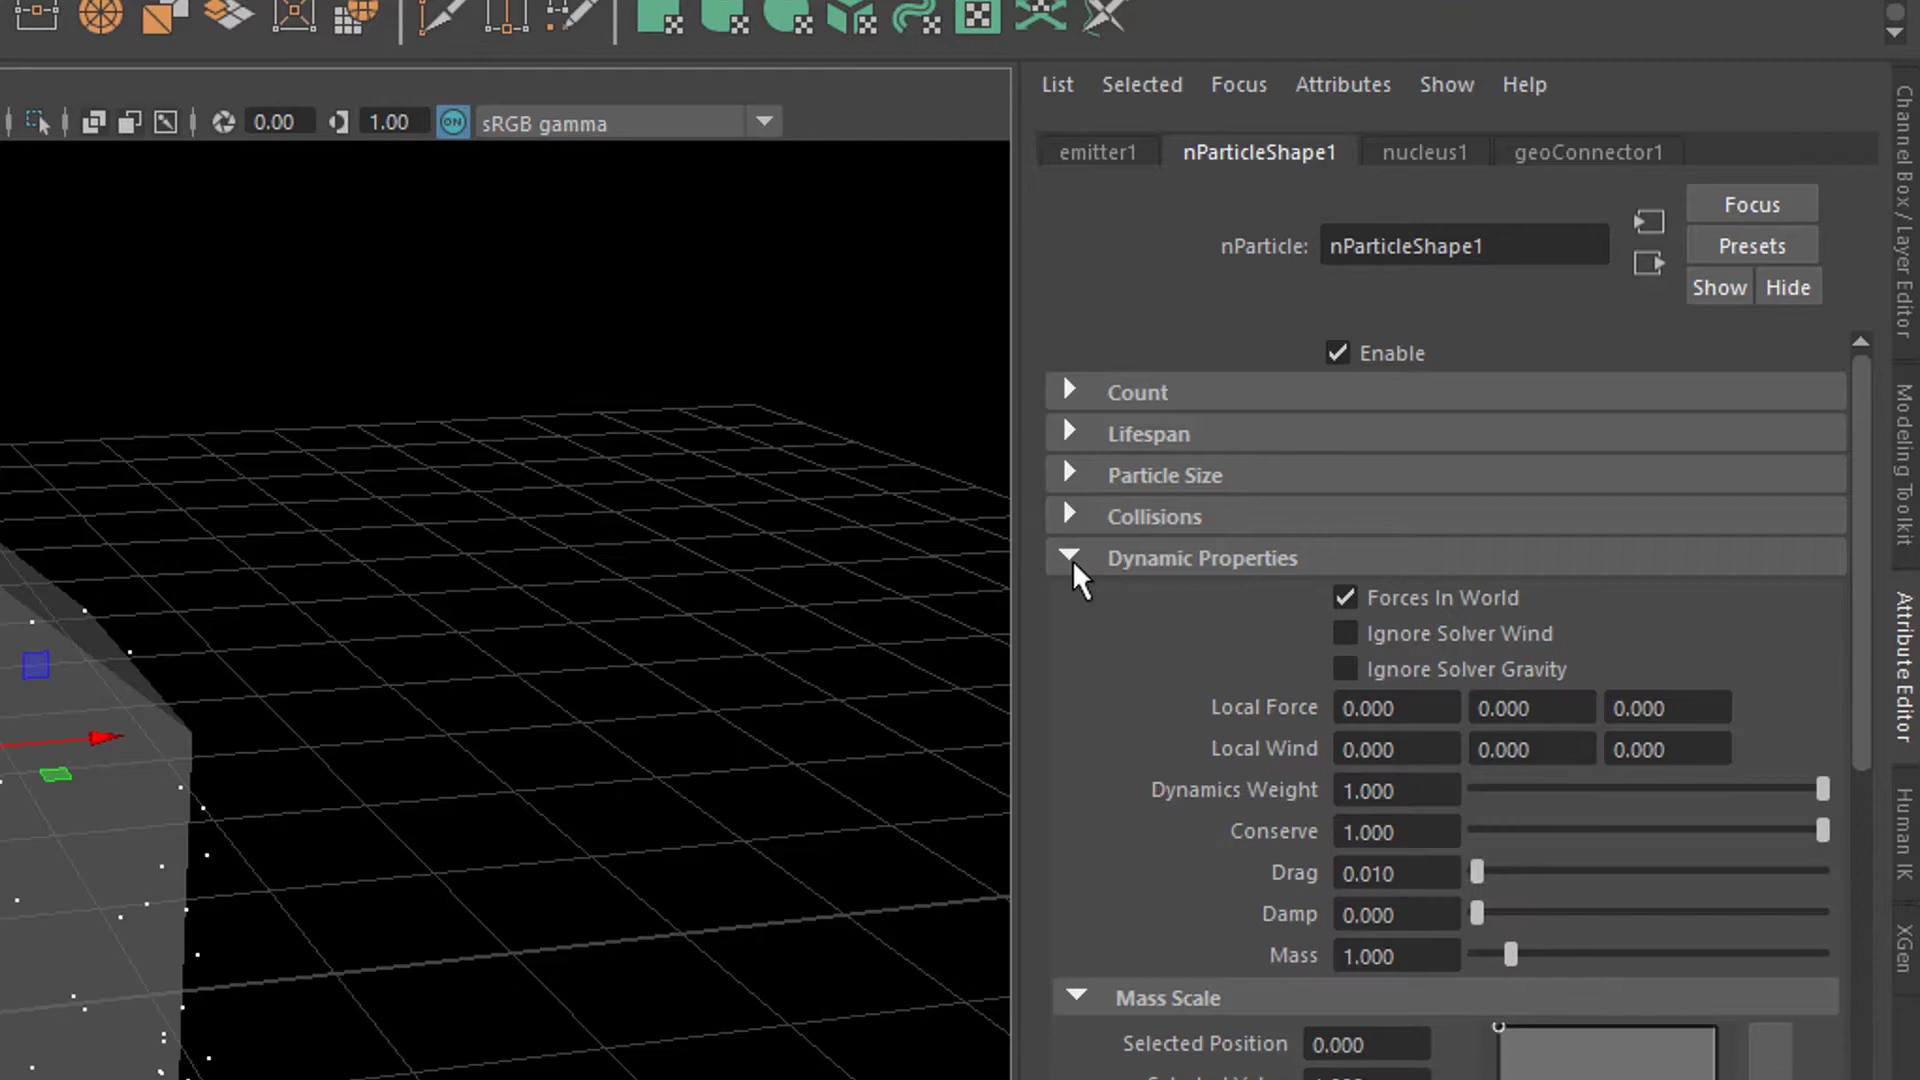 List Selected Focus Attributes Show Help
0.00 1.00 ON sRGB gamma
emitter1 nParticleShape1 nucleus1 geoConnector1
Focus
nParticle: nParticleShape1 Presets
Show Hide
Enable
Count
Lifespan
Particle Size
Collisions
Dynamic Properties
Forces In World
Ignore Solver Wind
Ignore Solver Gravity
Local Force 0.000 0.000 0.000
Local Wind 0.000 0.000 0.000
Dynamics Weight 1.000
Conserve 1.000
Drag 0.010
Damp 0.000
Mass 1.000
Mass Scale
Selected Position 0.000
Channel Box / Layer Editor
Modeling Toolkit
Attribute Editor
Human IK
XGen